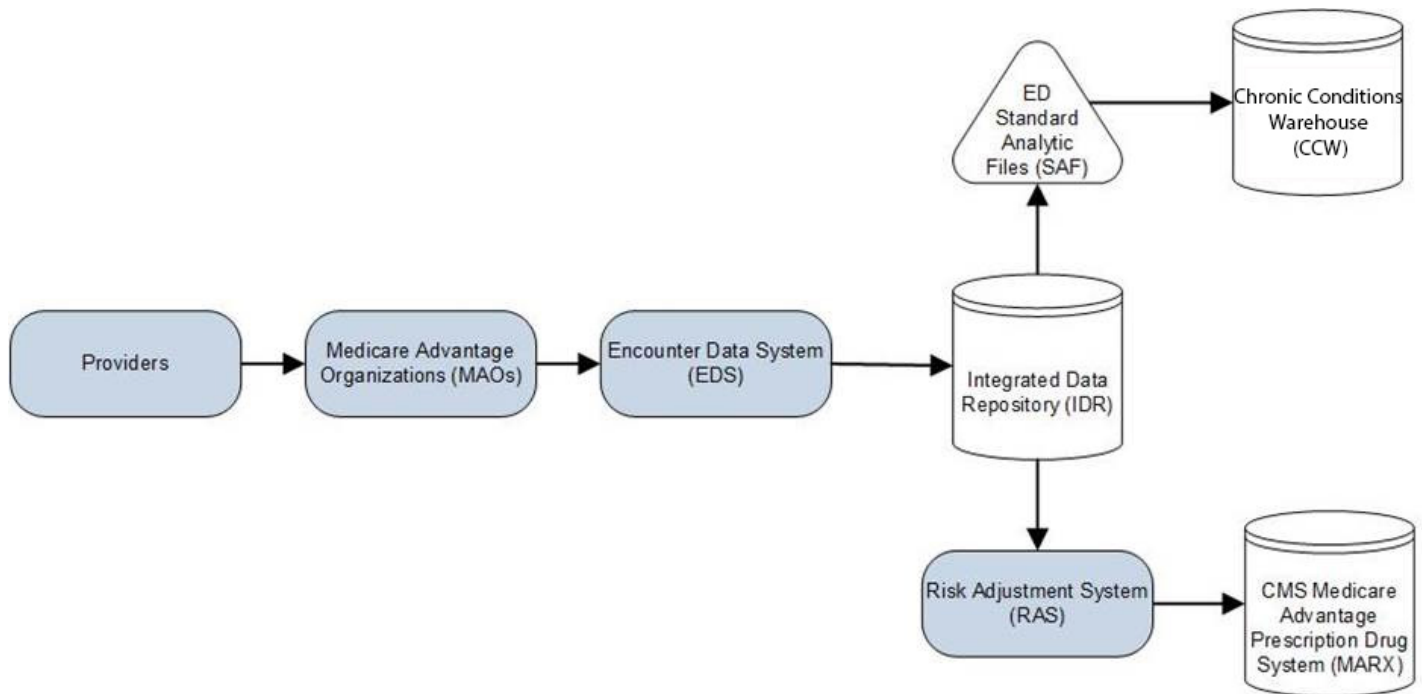 ED
Standard
Analytic
Files (SAF)
Chronic Conditions
Warehouse
(CCW)
Providers
Medicare Advantage
Organizations (MAOs)
Encounter Data System
(EDS)
Integrated Data
Repository (IDR)
Risk Adjustment System
(RAS)
CMS Medicare
Advantage
Prescription Drug
System (MARX)